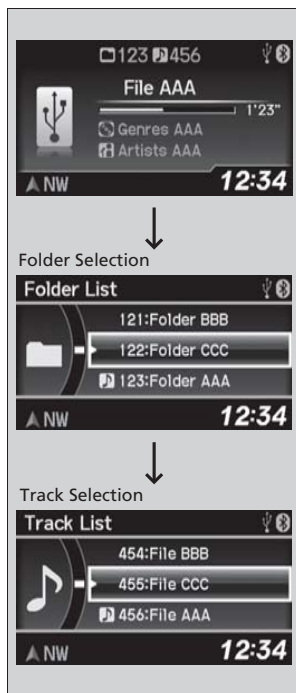 123 456
File AAA
1'23"
Genres AAA
Artists AAA
NW 12:34
Folder Selection
Folder List
121:Folder BBB
122:Folder CCC
123:Folder AAA
NW 12:34
Track Selection
Track List
454:File BBB
455:File CCC
456:File AAA
NW 12:34